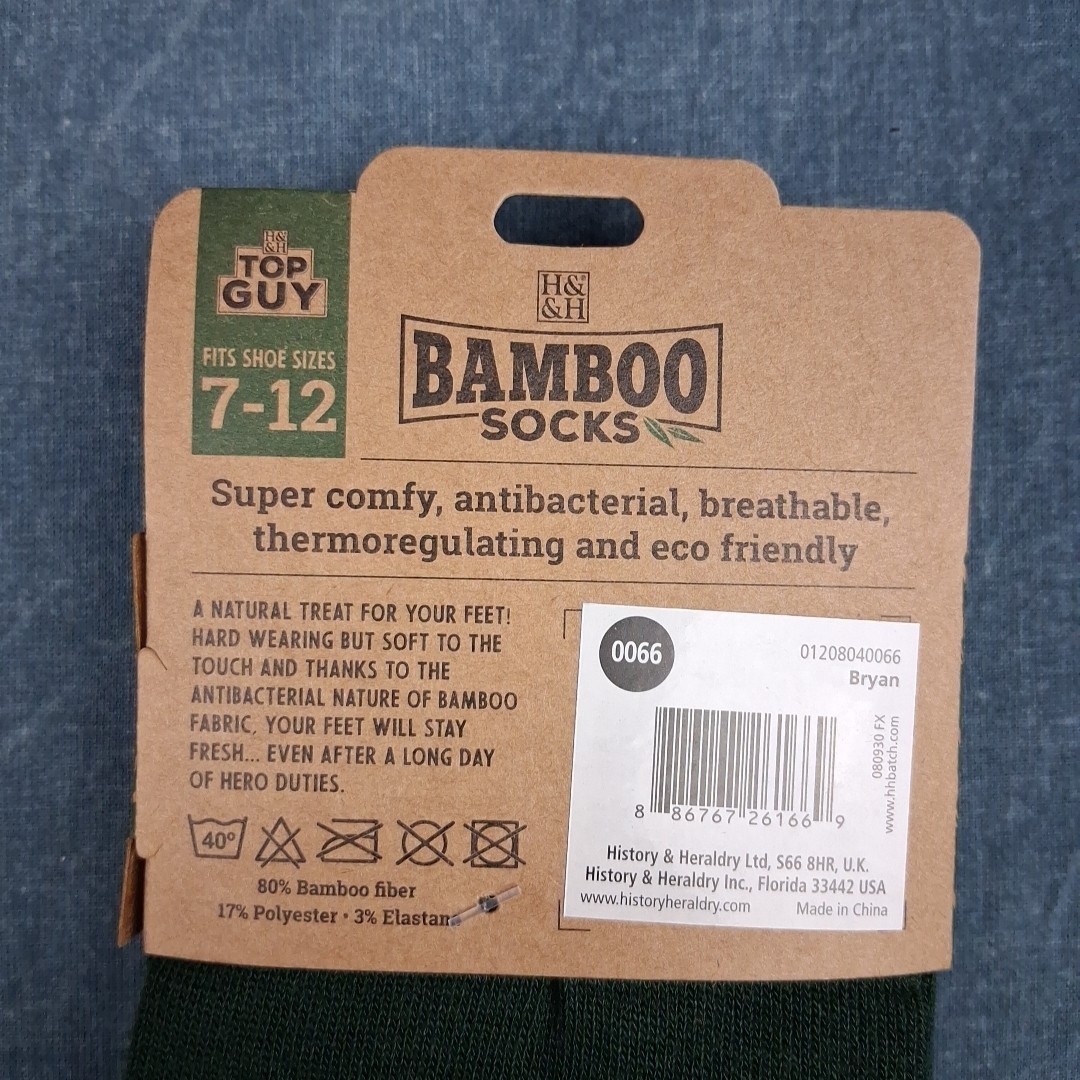 H&
&H
TOP
GUY
FITS SHOE SIZES
7-12
H&®
&H
BAMBOO
SOCKS
Super comfy, antibacterial, breathable,
thermoregulating and eco friendly
A NATURAL TREAT FOR YOUR FEET!
HARD WEARING BUT SOFT TO THE
TOUCH AND THANKS TO THE
ANTIBACTERIAL NATURE OF BAMBOO
FABRIC, YOUR FEET WILL STAY
FRESH... EVEN AFTER A LONG DAY
OF HERO DUTIES.
40°
80% Bamboo fiber
17% Polyester • 3% Elastan
0066
01208040066
Bryan
080930 FX
www.hhbatch.com
8 86767 26166 9
History & Heraldry Ltd, S66 8HR, U.K.
History & Heraldry Inc., Florida 33442 USA
www.historyheraldry.com Made in China